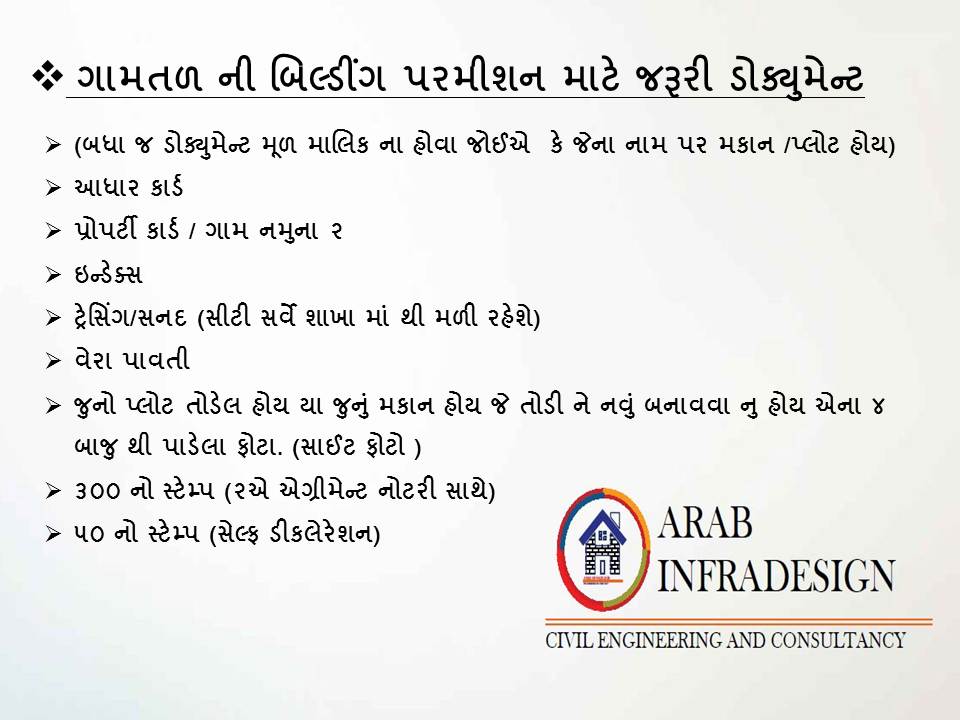 ગામતળ ની બિલ્ડીંગ પરમીશન માટે જરૂરી ડોક્યુમેન્ટ
(બધા જ ડોક્યુમેન્ટ મૂળ માલિક ના હોવા જોઈએ કે જેના નામ પર મકાન /પ્લોટ હોય)
આધાર કાર્ડ
પ્રોપર્ટી કાર્ડ / ગામ નમુના ૨
ઇન્ડેક્સ
ટ્રેસિંગ/સનદ (સીટી સર્વે શાખા માં થી મળી રહેશે)
વેરા પાવતી
જુનો પ્લોટ તોડેલ હોય યા જુનું મકાન હોય જે તોડી ને નવું બનાવવા નુ હોય એના ૪
બાજુ થી પાડેલા ફોટા. (સાઈટ ફોટો )
૩૦૦ નો સ્ટેમ્પ (૨એ એગ્રીમેન્ટ નોટરી સાથે)
૫૦ નો સ્ટેમ્પ (સેલ્ફ ડીકલેરેશન)
ARAB
INFRADESIGN
CIVIL ENGINEERING AND CONSULTANCY